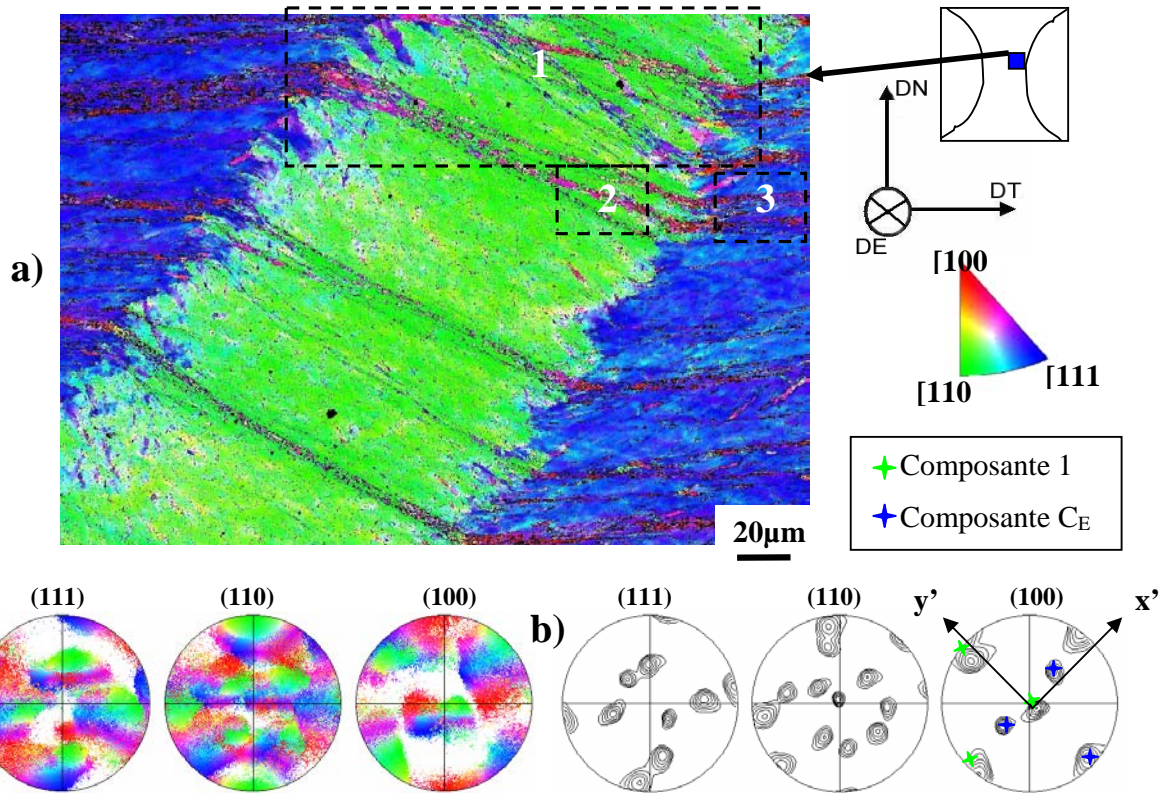 1
2
3
a)
DN
DT
DE
[100
[110
[111
Composante 1
Composante CE
20µm
(111)
(110)
(100)
b)
(111)
(110)
y’
(100)
x’